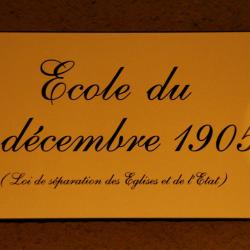 Ecole du
décembre 1905
(Loi de séparation des Eglises et de l'Etat)